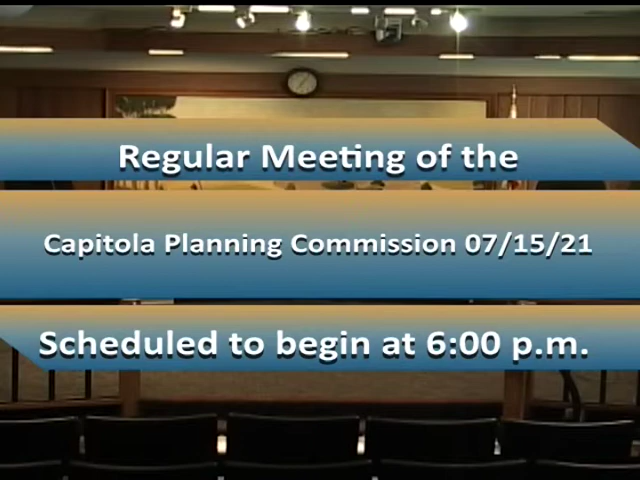 Regular Meeting of the
Capitola Planning Commission 07/15/21
Scheduled to begin at 6:00 p.m.